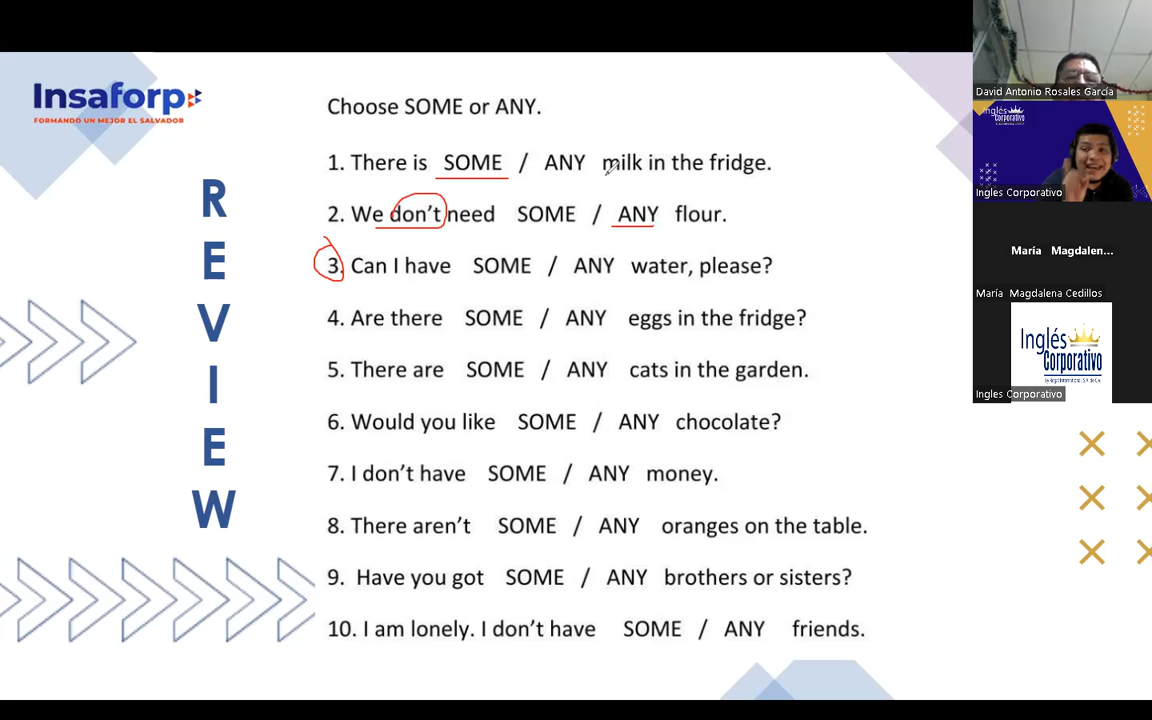 Insaforp
FORMANDO UN MEJOR EL SALVADOR
REVIEW
Choose SOME or ANY.
1. There is SOME / ANY milk in the fridge.
2. We don't need SOME / ANY flour.
3. Can I have SOME / ANY water, please?
4. Are there SOME / ANY eggs in the fridge?
5. There are SOME / ANY cats in the garden.
6. Would you like SOME / ANY chocolate?
7. I don't have SOME / ANY money.
8. There aren't SOME / ANY oranges on the table.
9. Have you got SOME / ANY brothers or sisters?
10. I am lonely. I don't have SOME / ANY friends.
David Antonio Rosales García
Inglés
Corporativo
Ingles Corporativo
María Magdalen...
María Magdalena Cedillos
Inglés
Corporativo
Ingles Corporativo